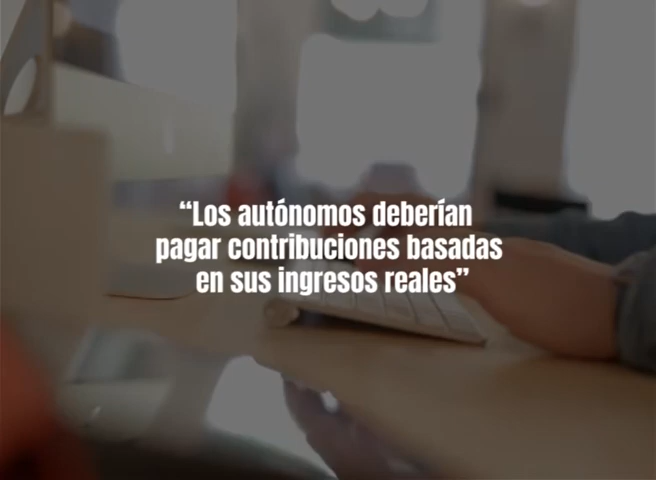 “Los autónomos deberían
pagar contribuciones basadas
en sus ingresos reales”